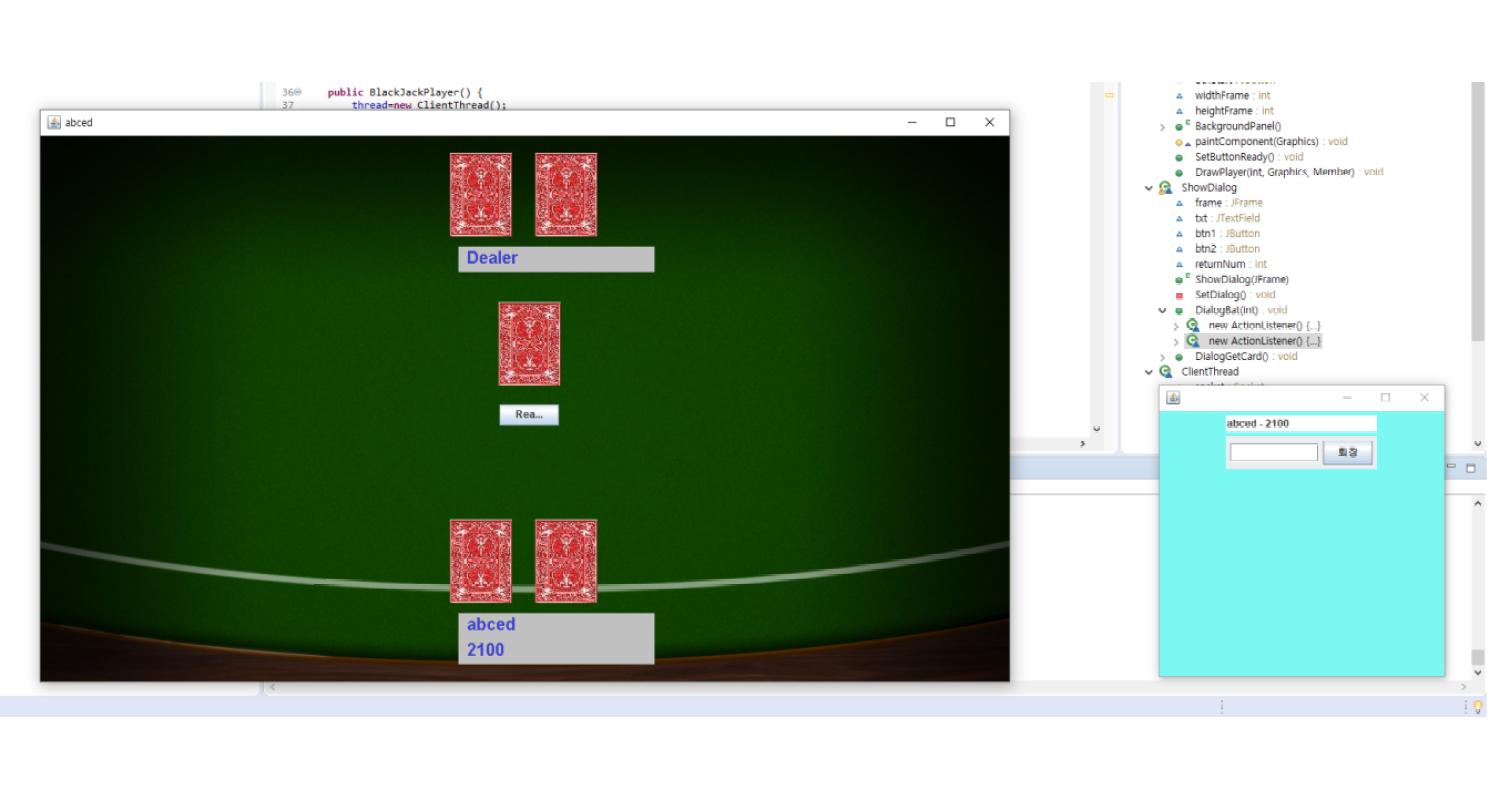 36 public BlackJackPlayer() {
37 thread=new ClientThread();
abced
Dealer
Rea...
abced
2100
widthFrame : int
heightFrame : int
BackgroundPanel()
paintComponent(Graphics) : void
SetButtonReady() : void
DrawPlayer(int, Graphics, Member) : void
ShowDialog
frame : JFrame
txt : JTextField
btn1 : JButton
btn2 : JButton
returnNum : int
ShowDialog(JFrame)
SetDialog() : void
DialogBat(int) : void
new ActionListener() {...}
new ActionListener() {...}
DialogGetCard() : void
ClientThread
abced - 2100
퇴장